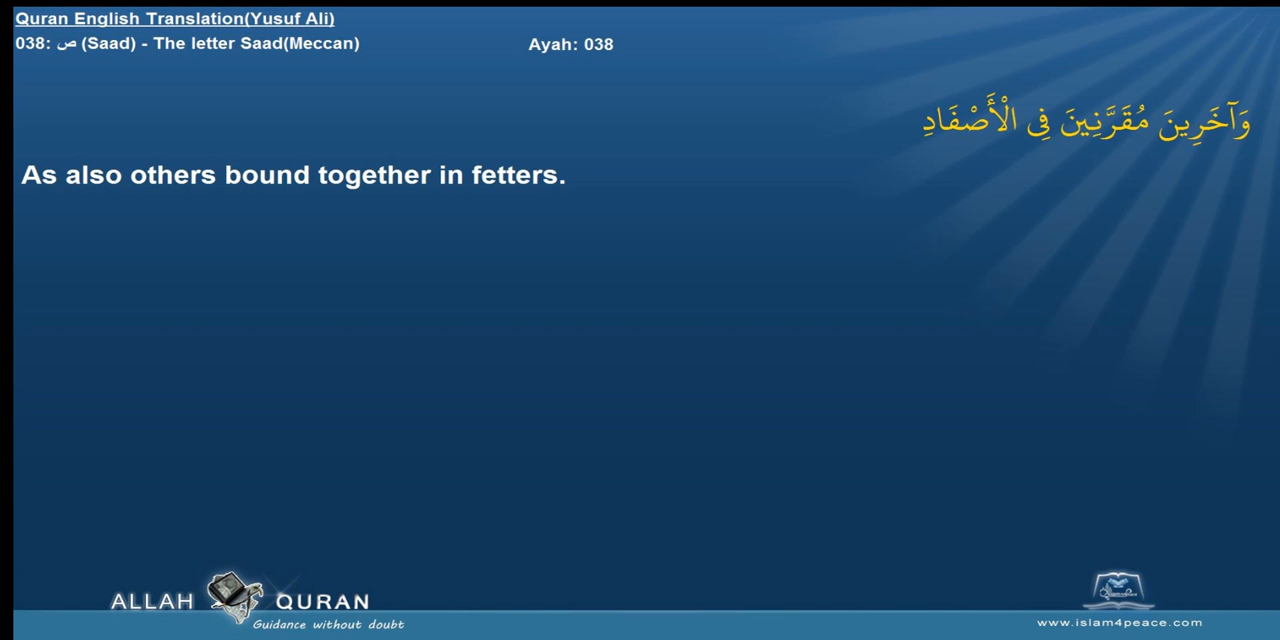 Quran English Translation(Yusuf Ali)
038: ص (Saad) - The letter Saad(Meccan) Ayah: 038
وَآخَرِينَ مُقَرَّنِينَ فِى الْأَصْفَادِ
As also others bound together in fetters.
ALLAH QURAN
Guidance without doubt
www.islam4peace.com